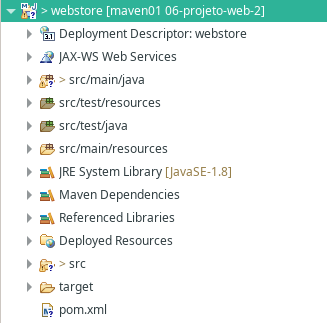 > webstore [maven01 06-projeto-web-2]
Deployment Descriptor: webstore
JAX-WS Web Services
> src/main/java
src/test/resources
src/test/java
src/main/resources
JRE System Library [JavaSE-1.8]
Maven Dependencies
Referenced Libraries
Deployed Resources
> src
target
pom.xml